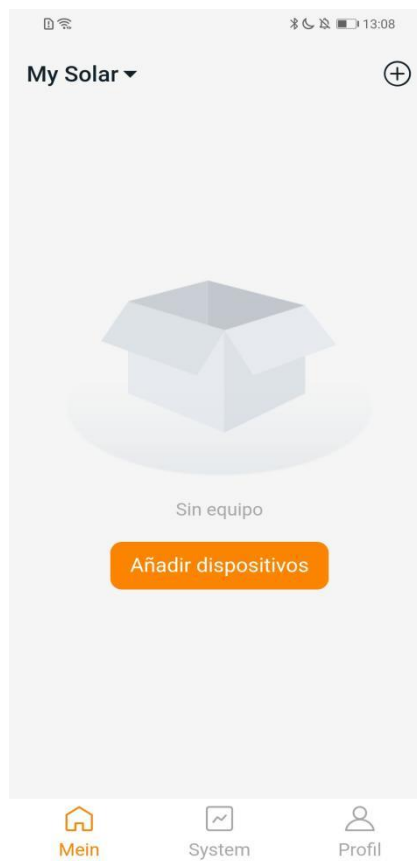 13:08
My Solar
Sin equipo
Añadir dispositivos
Mein
System
Profil